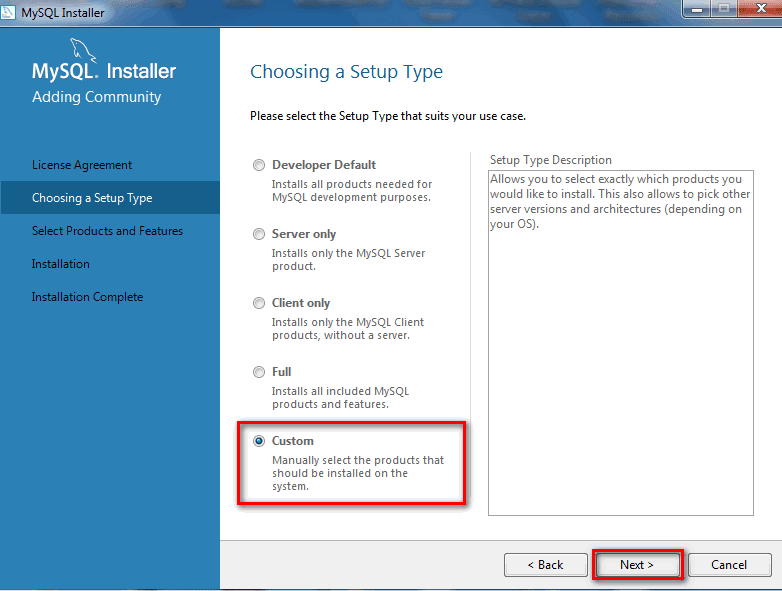 MySQL Installer
MySQL. Installer
Adding Community
License Agreement
Choosing a Setup Type
Select Products and Features
Installation
Installation Complete
Choosing a Setup Type
Please select the Setup Type that suits your use case.
Developer Default
Installs all products needed for
MySQL development purposes.
Server only
Installs only the MySQL Server
product.
Client only
Installs only the MySQL Client
products, without a server.
Full
Installs all included MySQL
products and features.
Custom
Manually select the products that
should be installed on the
system.
Setup Type Description
Allows you to select exactly which products you
would like to install. This also allows to pick other
server versions and architectures (depending on
your OS).
< Back
Next >
Cancel